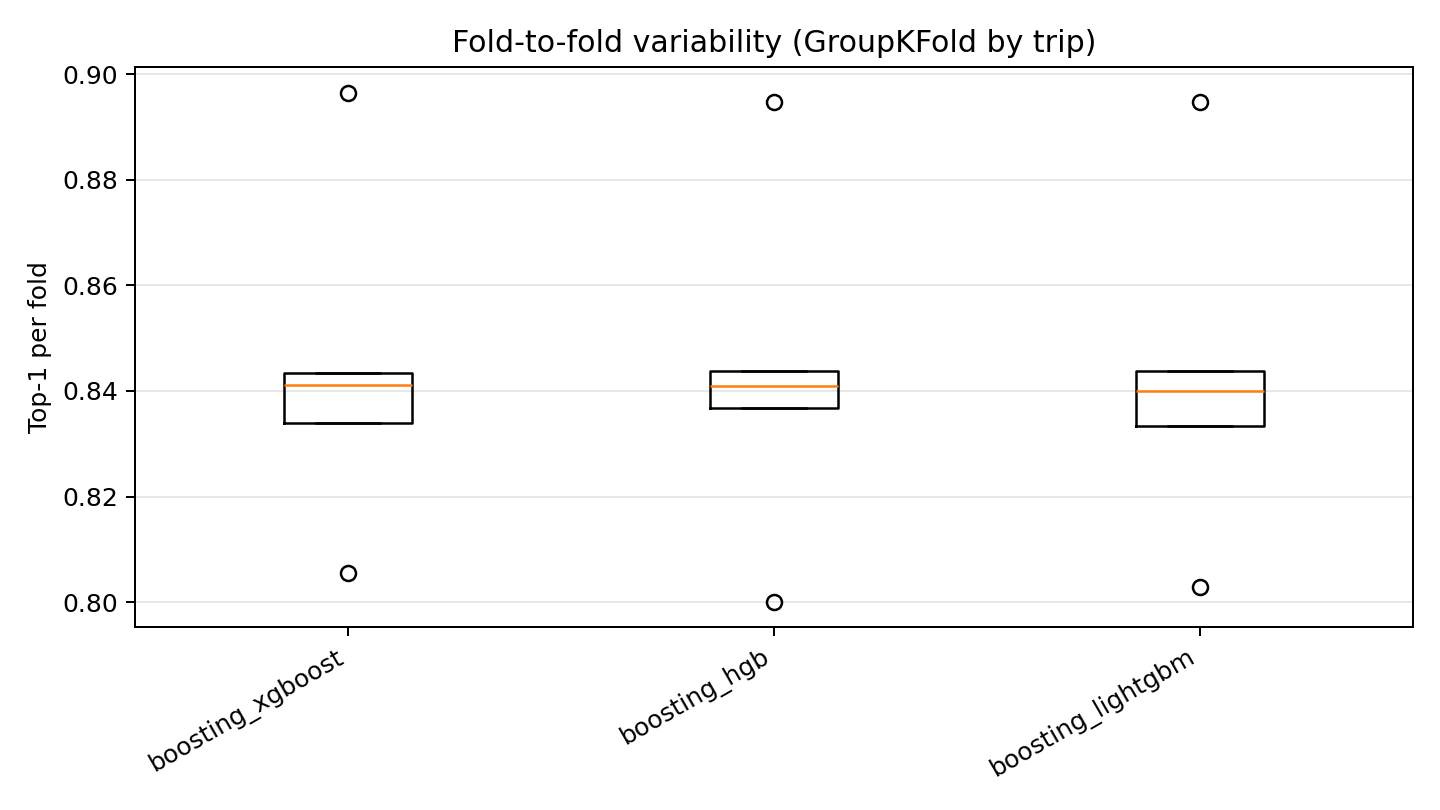 Fold-to-fold variability (GroupKFold by trip)
Top-1 per fold
0.90
0.88
0.86
0.84
0.82
0.80
boosting_xgboost
boosting_hgb
boosting_lightgbm